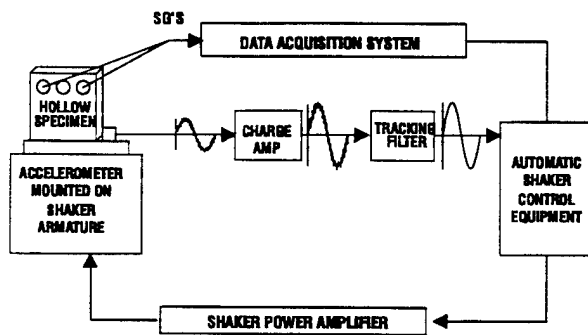 SG'S
DATA ACQUISITION SYSTEM
HOLLOW
SPECIMEN
CHARGE
AMP
TRACKING
FILTER
ACCELEROMETER
MOUNTED ON
SHAKER
ARMATURE
AUTOMATIC
SHAKER
CONTROL
EQUIPMENT
SHAKER POWER AMPLIFIER